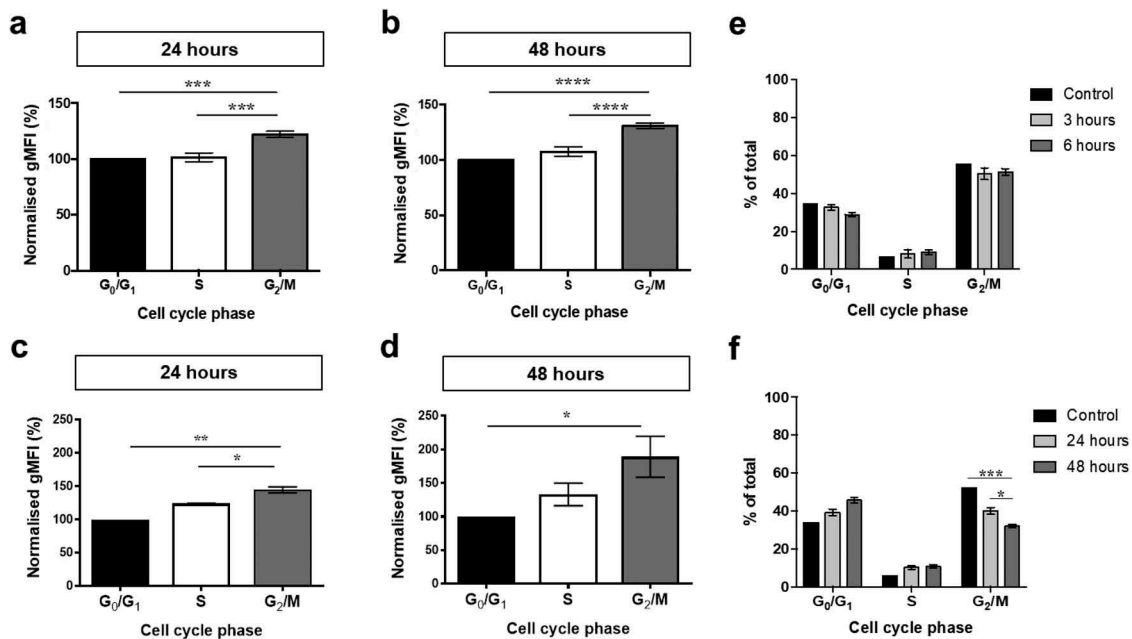 a
24 hours
***
***
Normalised gMFI (%)
150
100
50
0
G₀/G₁ S G₂/M
Cell cycle phase
b
48 hours
****
****
Normalised gMFI (%)
150
100
50
0
G₀/G₁ S G₂/M
Cell cycle phase
e
% of total
100
80
60
40
20
0
G₀/G₁ S G₂/M
Cell cycle phase
Control
3 hours
6 hours
c
24 hours
**
*
Normalised gMFI (%)
250
200
150
100
50
0
G₀/G₁ S G₂/M
Cell cycle phase
d
48 hours
*
Normalised gMFI (%)
250
200
150
100
50
0
G₀/G₁ S G₂/M
Cell cycle phase
f
% of total
100
80
60
40
20
0
***
*
G₀/G₁ S G₂/M
Cell cycle phase
Control
24 hours
48 hours